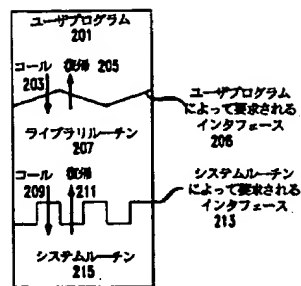 ユーザプログラム
201
コール 復帰 205
203
ユーザプログラム
によって要求される
インタフェース
206
ライブラリルーチン
207
コール 復帰
209 211
システムルーチン
によって要求される
インタフェース
213
システムルーチン
215